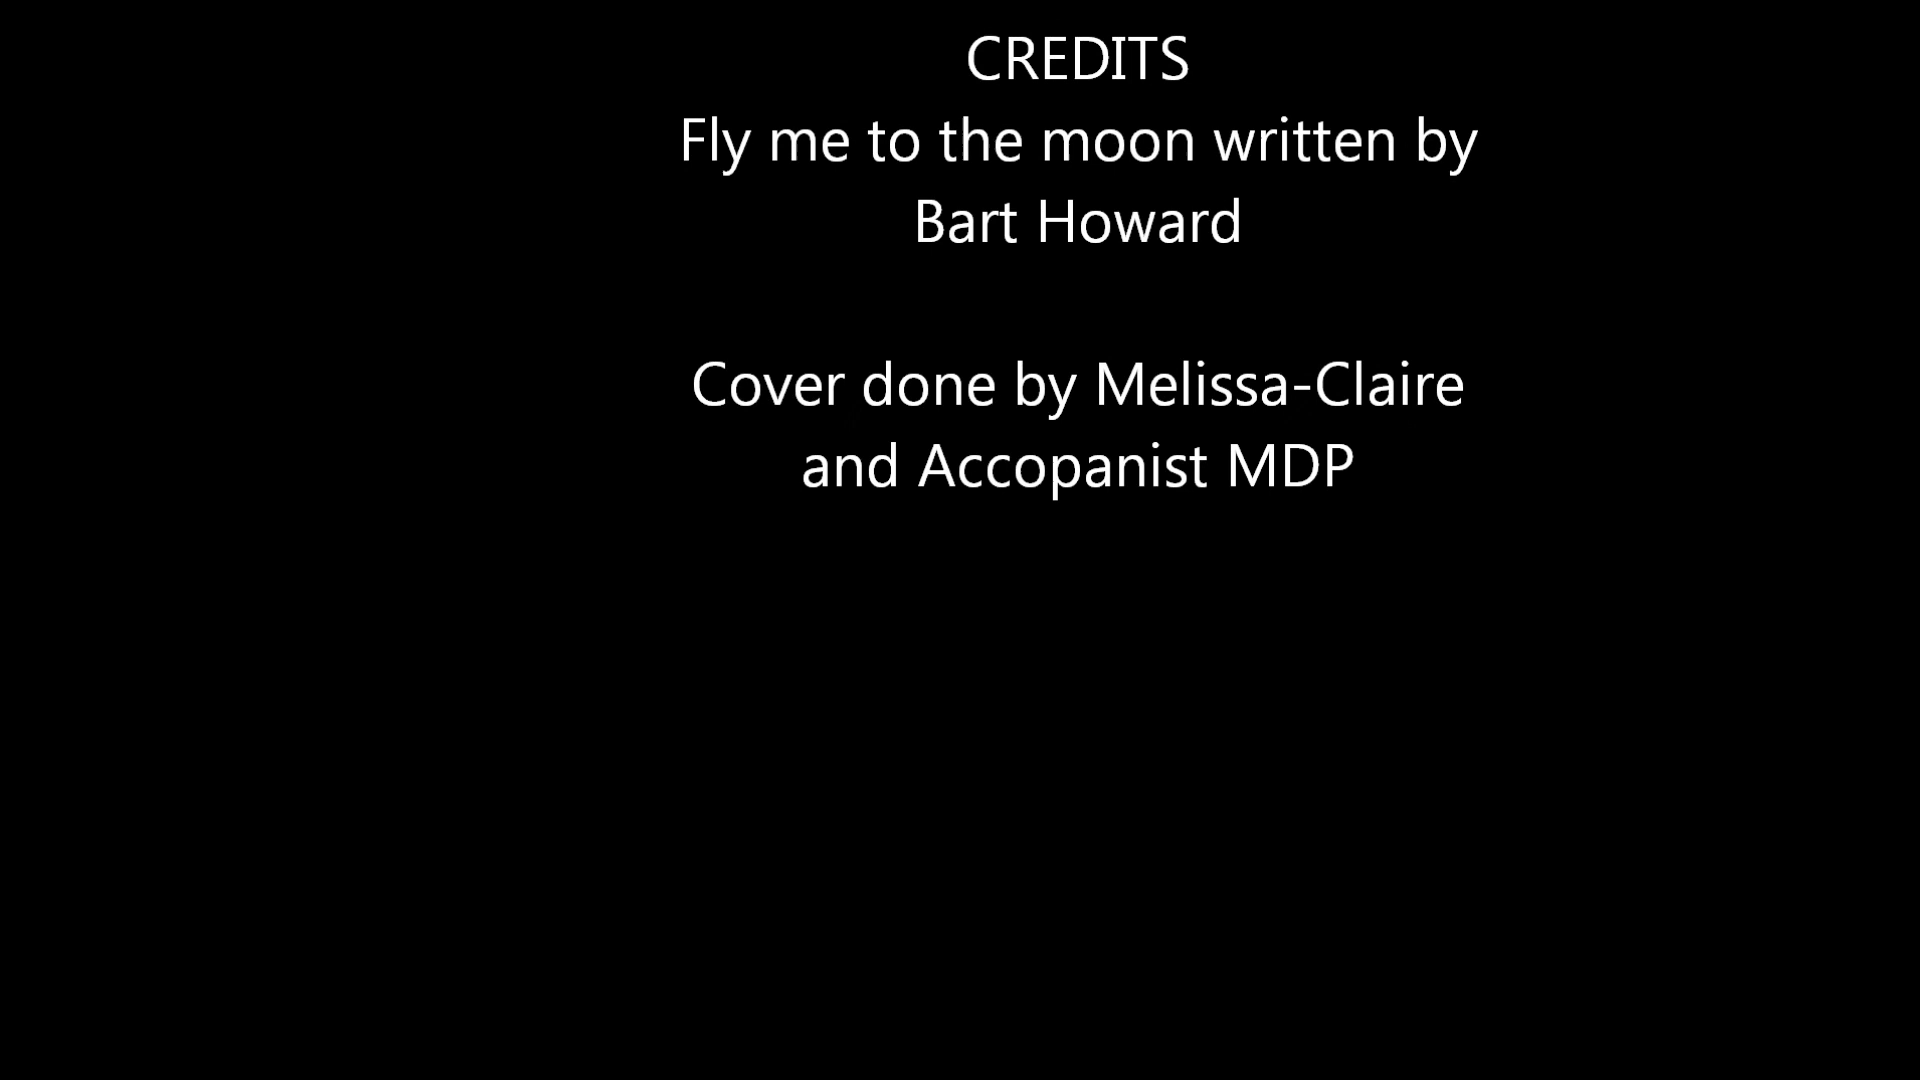 CREDITS
Fly me to the moon written by
Bart Howard
Cover done by Melissa-Claire
and Accopanist MDP